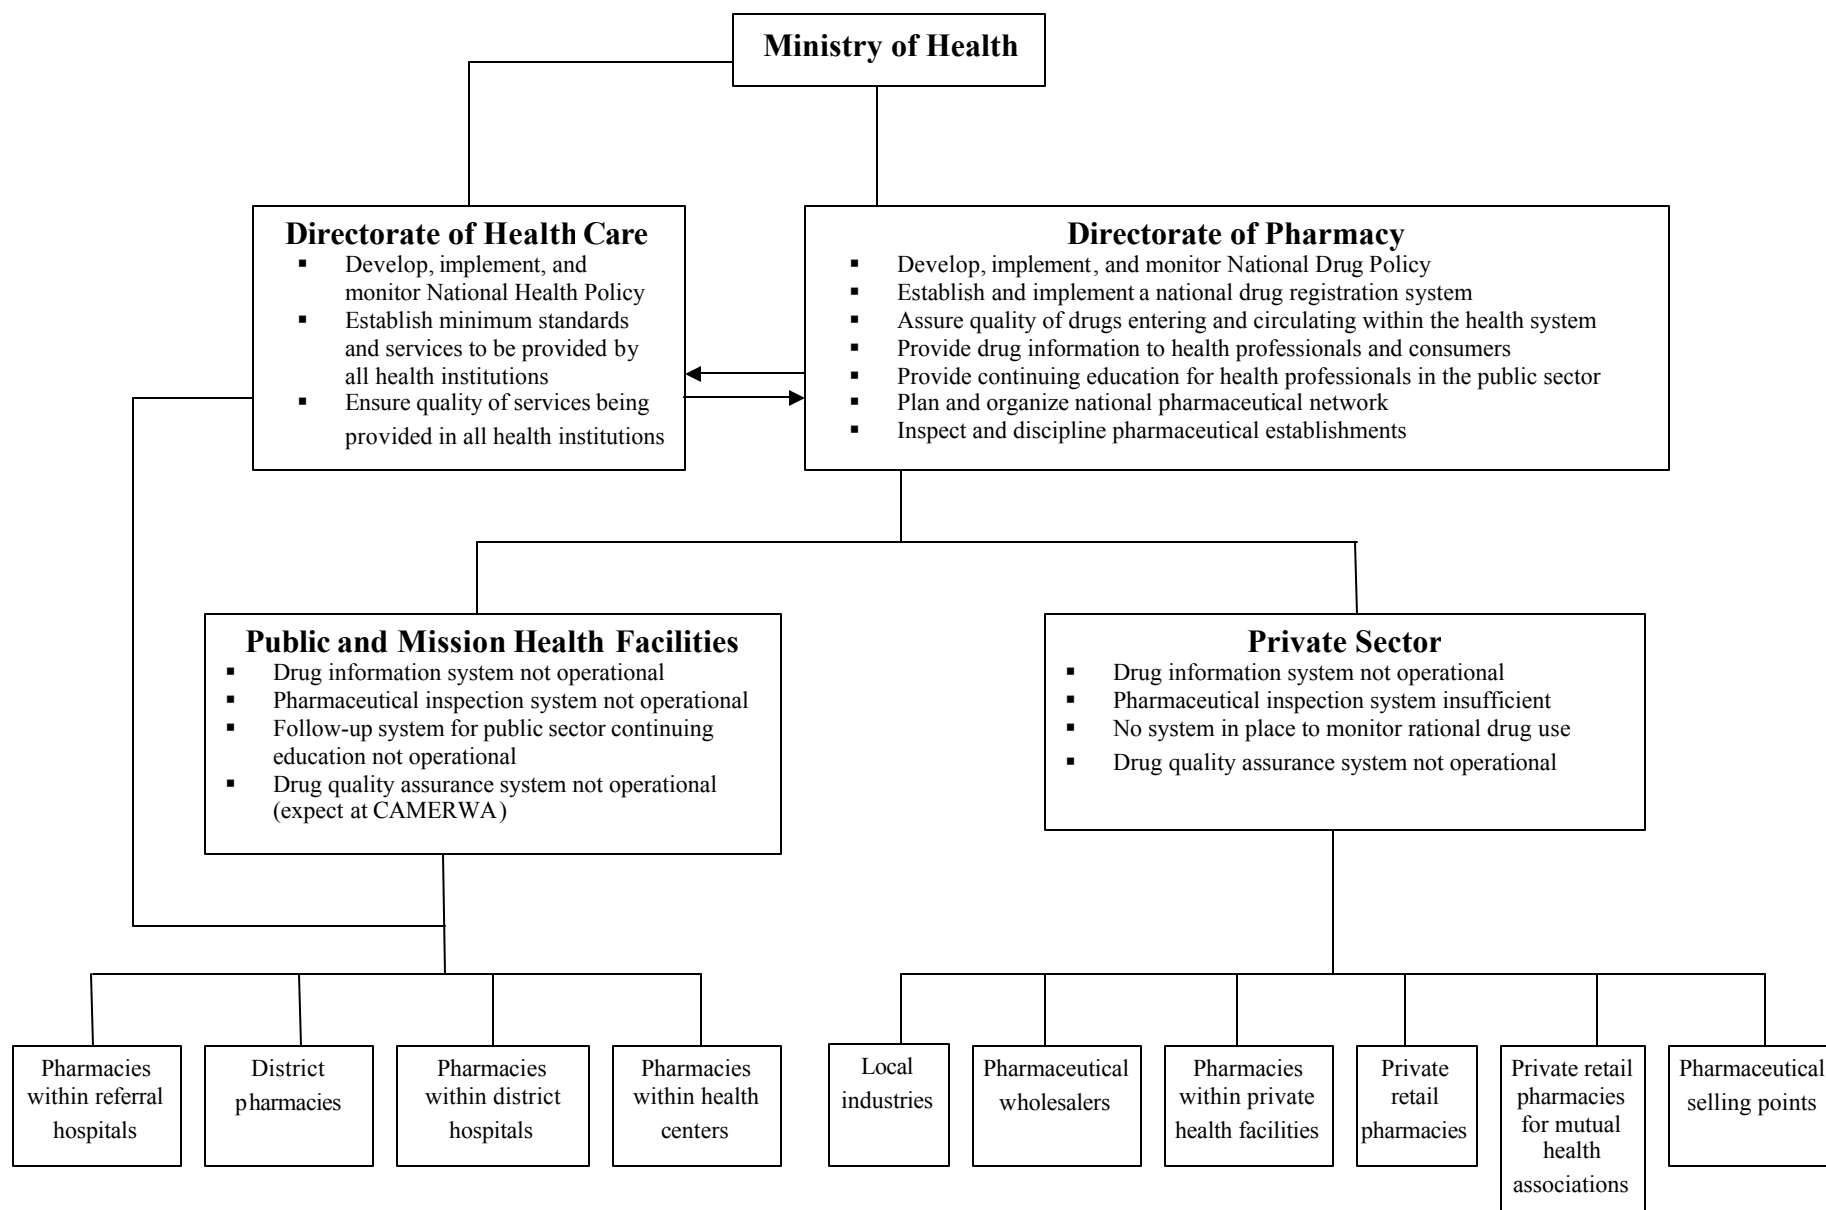 Ministry of Health
Directorate of Health Care
▪ Develop, implement, and
monitor National Health Policy
▪ Establish minimum standards
and services to be provided by
all health institutions
▪ Ensure quality of services being
provided in all health institutions
Directorate of Pharmacy
▪ Develop, implement, and monitor National Drug Policy
▪ Establish and implement a national drug registration system
▪ Assure quality of drugs entering and circulating within the health system
▪ Provide drug information to health professionals and consumers
▪ Provide continuing education for health professionals in the public sector
▪ Plan and organize national pharmaceutical network
▪ Inspect and discipline pharmaceutical establishments
Public and Mission Health Facilities
▪ Drug information system not operational
▪ Pharmaceutical inspection system not operational
▪ Follow-up system for public sector continuing
education not operational
▪ Drug quality assurance system not operational
(expect at CAMERWA)
Private Sector
▪ Drug information system not operational
▪ Pharmaceutical inspection system insufficient
▪ No system in place to monitor rational drug use
▪ Drug quality assurance system not operational
Pharmacies
within referral
hospitals
District
pharmacies
Pharmacies
within district
hospitals
Pharmacies
within health
centers
Local
industries
Pharmaceutical
wholesalers
Pharmacies
within private
health facilities
Private
retail
pharmacies
Private retail
pharmacies
for mutual
health
associations
Pharmaceutical
selling points